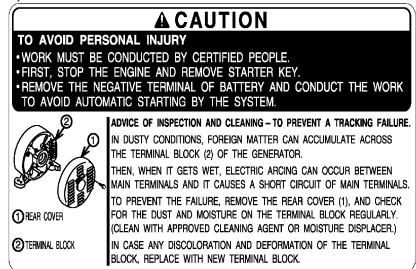 ⚠ CAUTION
TO AVOID PERSONAL INJURY
•WORK MUST BE CONDUCTED BY CERTIFIED PEOPLE.
•FIRST, STOP THE ENGINE AND REMOVE STARTER KEY.
•REMOVE THE NEGATIVE TERMINAL OF BATTERY AND CONDUCT THE WORK
TO AVOID AUTOMATIC STARTING BY THE SYSTEM.
②
①
① REAR COVER
② TERMINAL BLOCK
ADVICE OF INSPECTION AND CLEANING – TO PREVENT A TRACKING FAILURE.
IN DUSTY CONDITIONS, FOREIGN MATTER CAN ACCUMULATE ACROSS
THE TERMINAL BLOCK (2) OF THE GENERATOR.
THEN, WHEN IT GETS WET, ELECTRIC ARCING CAN OCCUR BETWEEN
MAIN TERMINALS AND IT CAUSES A SHORT CIRCUIT OF MAIN TERMINALS.
TO PREVENT THE FAILURE, REMOVE THE REAR COVER (1), AND CHECK
FOR THE DUST AND MOISTURE ON THE TERMINAL BLOCK REGULARLY.
(CLEAN WITH APPROVED CLEANING AGENT OR MOISTURE DISPLACER.)
IN CASE ANY DISCOLORATION AND DEFORMATION OF THE TERMINAL
BLOCK, REPLACE WITH NEW TERMINAL BLOCK.